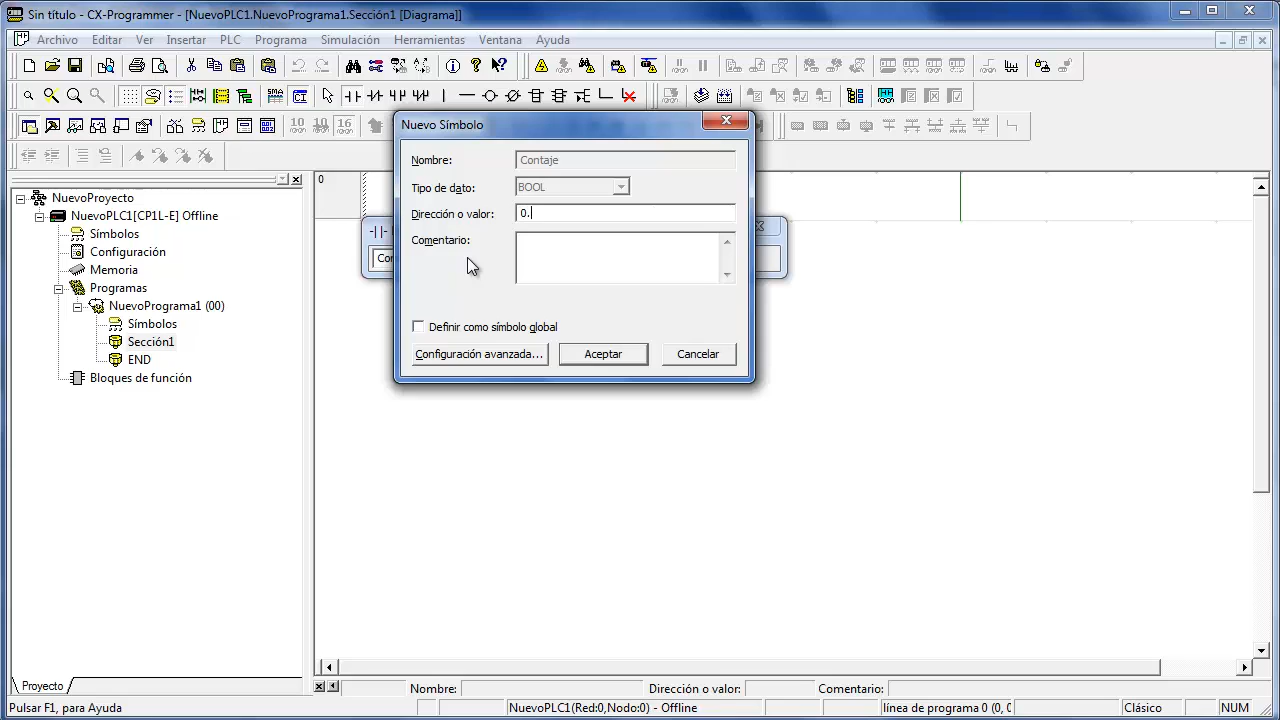 Sin título - CX-Programmer - [NuevoPLC1.NuevoPrograma1.Sección1 [Diagrama]]
Archivo Editar Ver Insertar PLC Programa Simulación Herramientas Ventana Ayuda
10 10 16
NuevoProyecto
NuevoPLC1[CP1L-E] Offline
Símbolos
Configuración
Memoria
Programas
NuevoPrograma1 (00)
Símbolos
Sección1
END
Bloques de función
Proyecto
0
Nuevo Símbolo
Nombre: Contaje
Tipo de dato: BOOL
Dirección o valor: 0.
Comentario:
Definir como símbolo global
Configuración avanzada... Aceptar Cancelar
Nombre: Dirección o valor: Comentario:
Pulsar F1, para Ayuda NuevoPLC1(Red:0,Nodo:0) - Offline línea de programa 0 (0, Clásico NUM